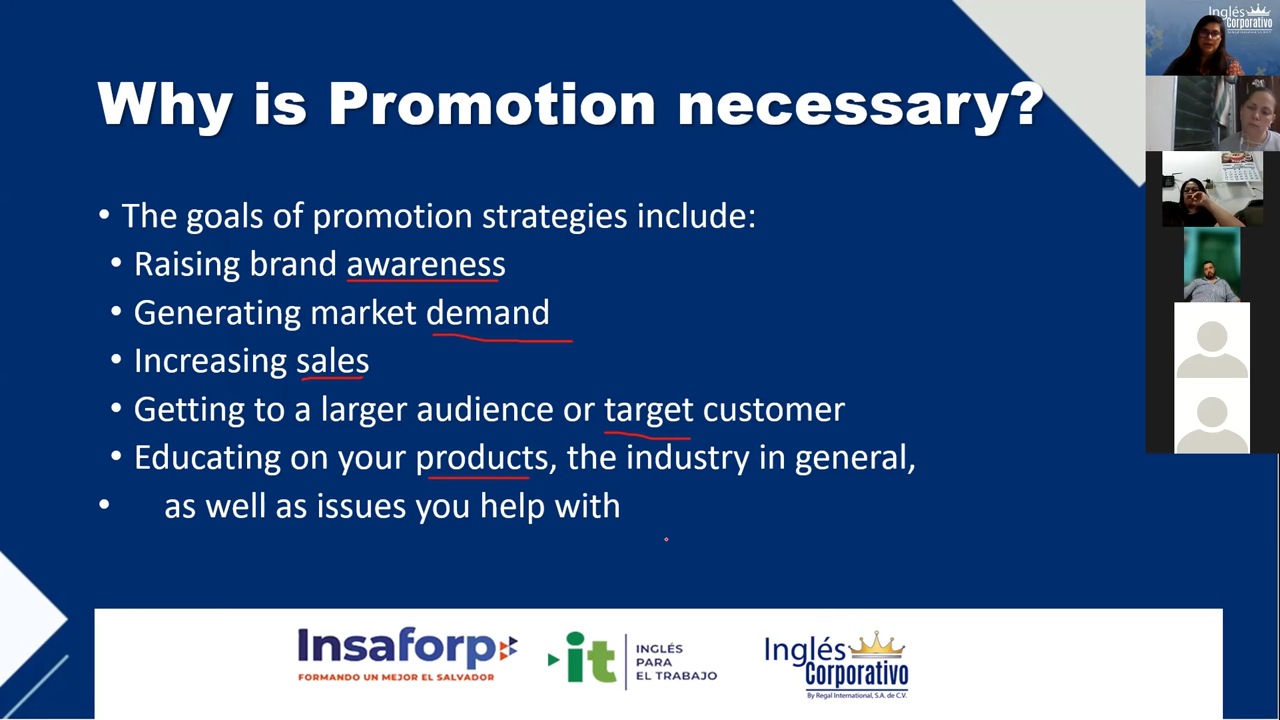 Why is Promotion necessary?
• The goals of promotion strategies include:
• Raising brand awareness
• Generating market demand
• Increasing sales
• Getting to a larger audience or target customer
• Educating on your products, the industry in general,
• as well as issues you help with
Insaforp
FORMANDO UN MEJOR EL SALVADOR
it
INGLÉS
PARA
EL TRABAJO
Inglés
Corporativo
By Regal International, S.A. de C.V.
Inglés
Corporativo